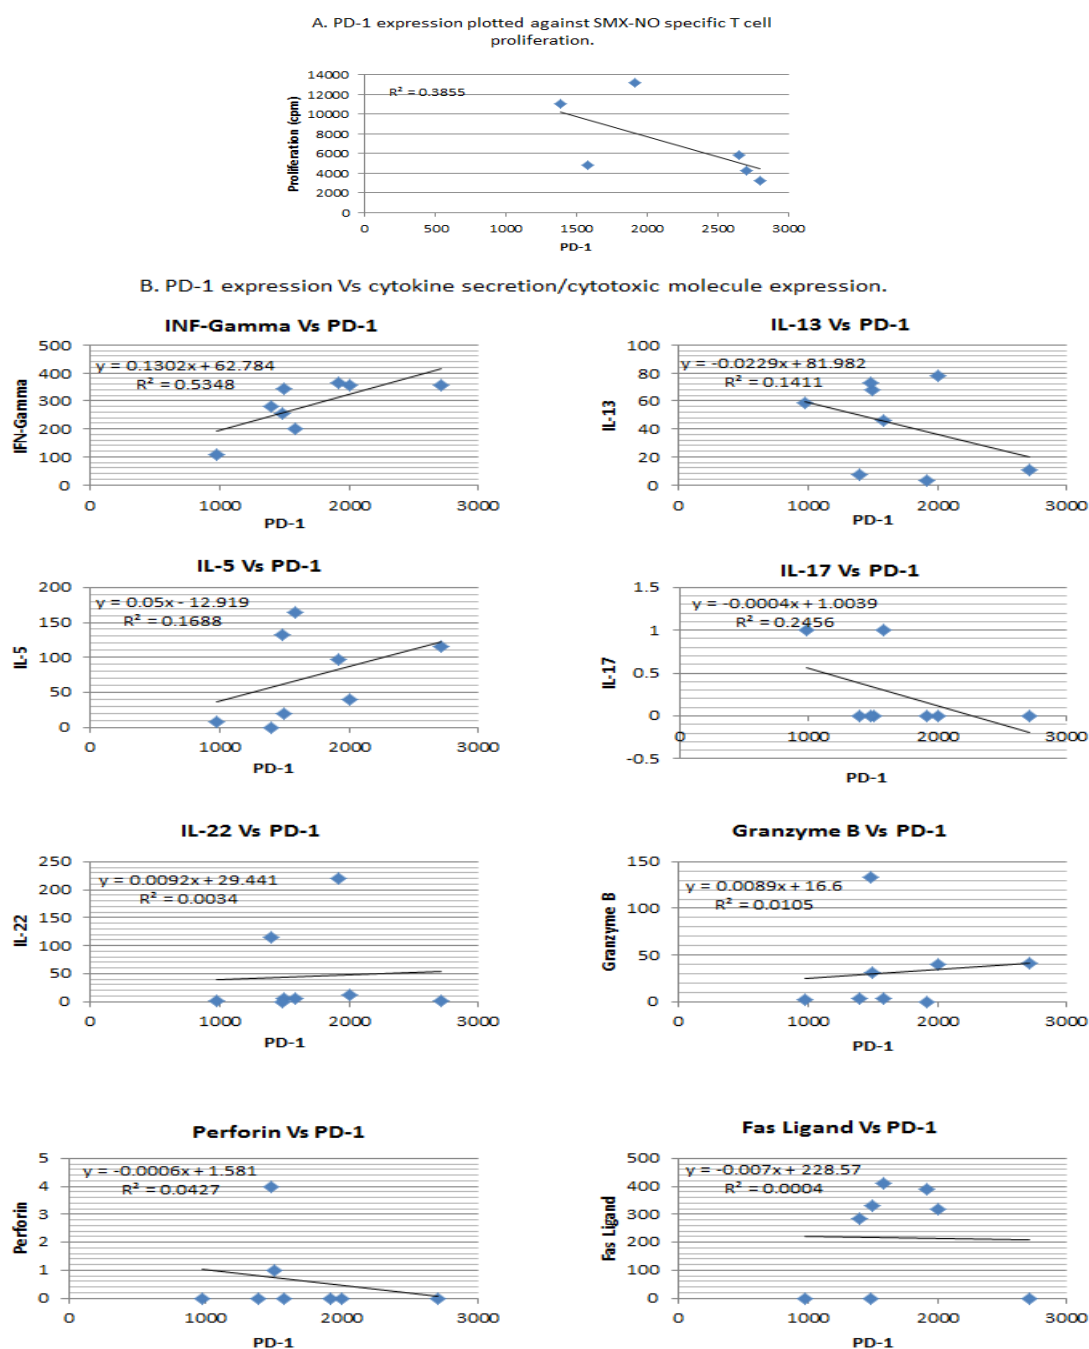 A. PD-1 expression plotted against SMX-NO specific T cell
proliferation.
R² = 0.3855
Proliferation (cpm)
14000
12000
10000
8000
6000
4000
2000
0
0 500 1000 1500 2000 2500 3000
PD-1
B. PD-1 expression Vs cytokine secretion/cytotoxic molecule expression.
INF-Gamma Vs PD-1
y = 0.1302x + 62.784
R² = 0.5348
IFN-Gamma
500
400
300
200
100
0
0 1000 2000 3000
PD-1
IL-13 Vs PD-1
y = -0.0229x + 81.982
R² = 0.1411
IL-13
100
80
60
40
20
0
0 1000 2000 3000
PD-1
IL-5 Vs PD-1
y = 0.05x - 12.919
R² = 0.1688
IL-5
200
150
100
50
0
0 1000 2000 3000
PD-1
IL-17 Vs PD-1
y = -0.0004x + 1.0039
R² = 0.2456
IL-17
1.5
1
0.5
0
-0.5
0 1000 2000 3000
PD-1
IL-22 Vs PD-1
y = 0.0092x + 29.441
R² = 0.0034
IL-22
250
200
150
100
50
0
0 1000 2000 3000
PD-1
Granzyme B Vs PD-1
y = 0.0089x + 16.6
R² = 0.0105
Granzyme B
150
100
50
0
0 1000 2000 3000
PD-1
Perforin Vs PD-1
y = -0.0006x + 1.581
R² = 0.0427
Perforin
5
4
3
2
1
0
0 1000 2000 3000
PD-1
Fas Ligand Vs PD-1
y = -0.007x + 228.57
R² = 0.0004
Fas Ligand
500
400
300
200
100
0
0 1000 2000 3000
PD-1